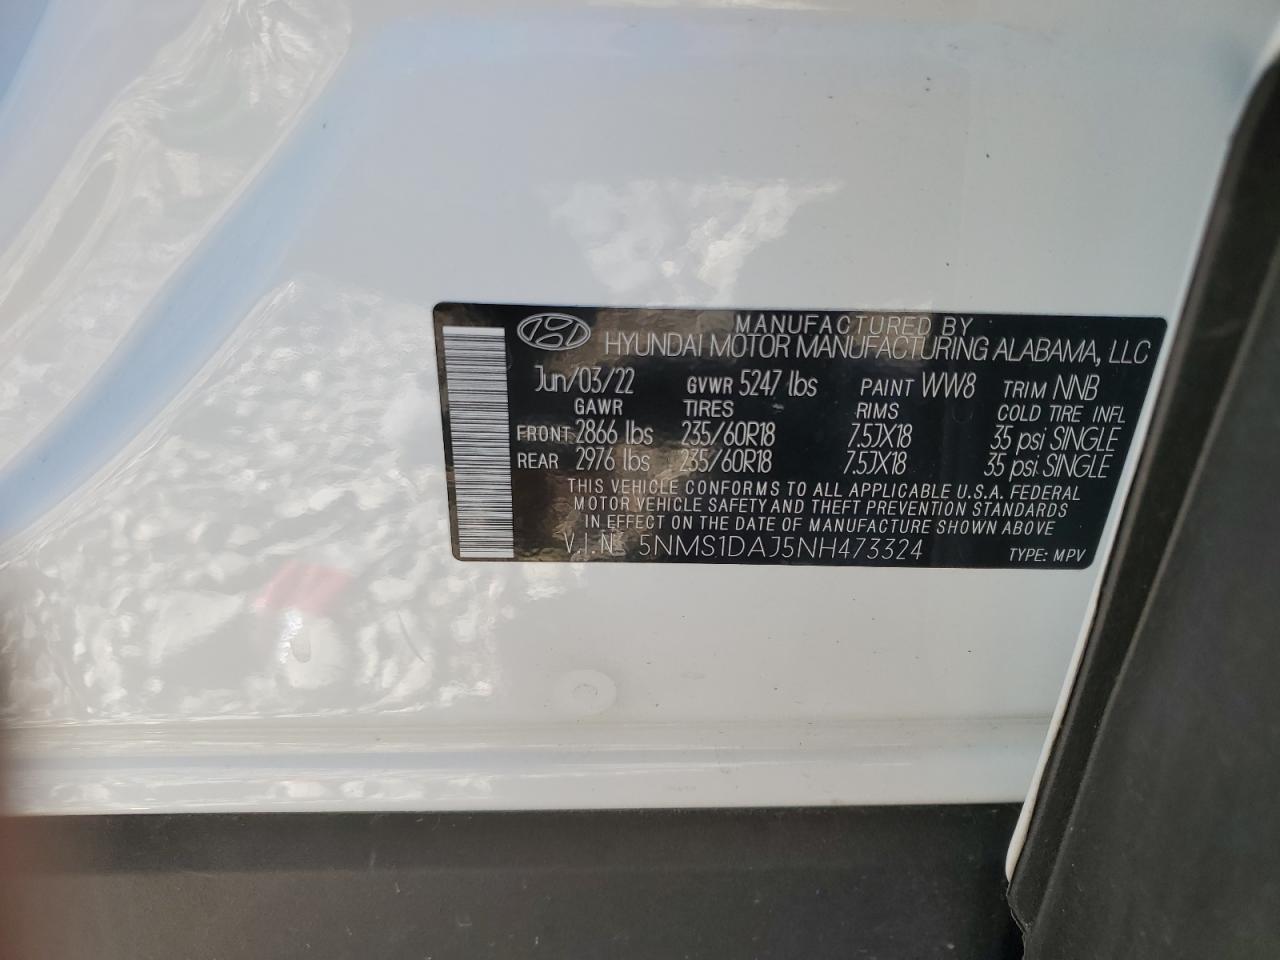 MANUFACTURED BY
HYUNDAI MOTOR MANUFACTURING ALABAMA, LLC
Jun/03/22 GVWR 5247 lbs PAINT WW8 TRIM NNB
GAWR TIRES RIMS COLD TIRE INFL
FRONT 2866 lbs 235/60R18 7.5JX18 35 psi SINGLE
REAR 2976 lbs 235/60R18 7.5JX18 35 psi SINGLE
THIS VEHICLE CONFORMS TO ALL APPLICABLE U.S.A. FEDERAL
MOTOR VEHICLE SAFETY AND THEFT PREVENTION STANDARDS
IN EFFECT ON THE DATE OF MANUFACTURE SHOWN ABOVE
V.I.N: 5NMS1DAJ5NH473324 TYPE: MPV